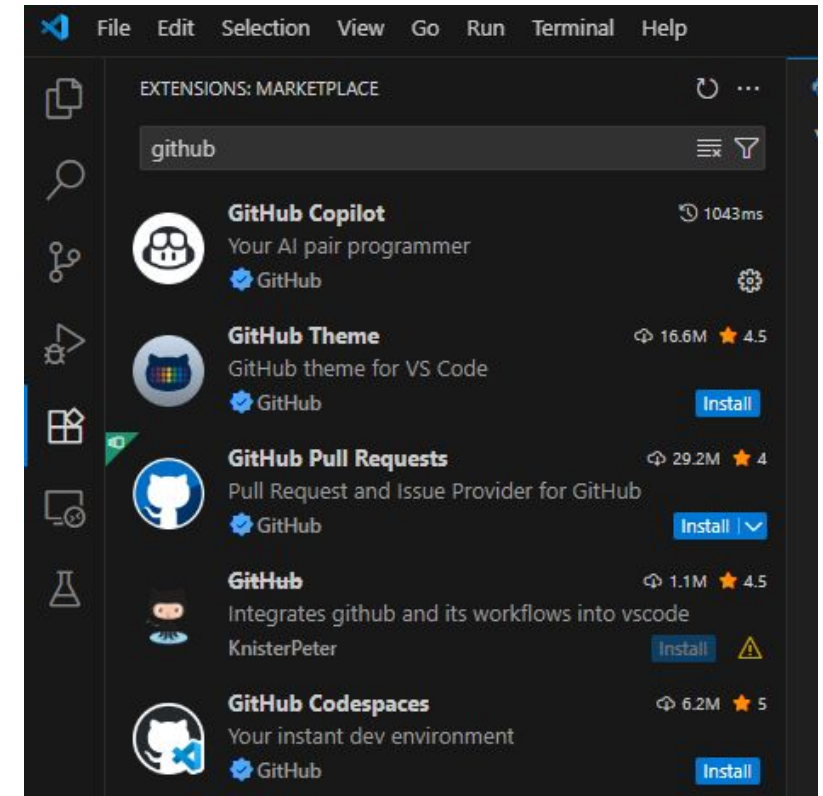 File Edit Selection View Go Run Terminal Help
EXTENSIONS: MARKETPLACE
github
GitHub Copilot 1043ms
Your AI pair programmer
GitHub
GitHub Theme 16.6M 4.5
GitHub theme for VS Code
GitHub Install
GitHub Pull Requests 29.2M 4
Pull Request and Issue Provider for GitHub
GitHub Install
GitHub 1.1M 4.5
Integrates github and its workflows into vscode
KnisterPeter Install
GitHub Codespaces 6.2M 5
Your instant dev environment
GitHub Install